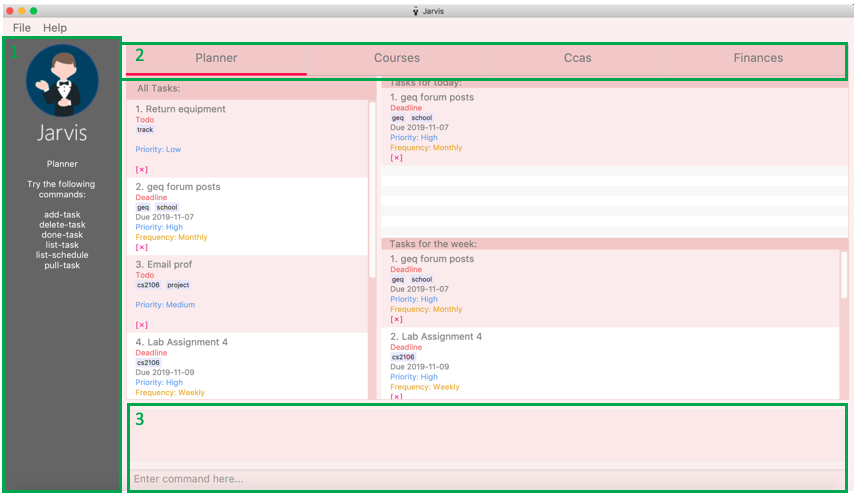 Jarvis
File Help
1
Jarvis
Planner
Try the following
commands:
add-task
delete-task
done-task
list-task
list-schedule
pull-task
2
Planner Courses Ccas Finances
All Tasks:
1. Return equipment
Todo
track
Priority: Low
[×]
2. geq forum posts
Deadline
geq school
Due 2019-11-07
Priority: High
Frequency: Monthly
[×]
3. Email prof
Todo
cs2106 project
Priority: Medium
[×]
4. Lab Assignment 4
Deadline
cs2106
Due 2019-11-09
Priority: High
Frequency: Weekly
Tasks for today:
1. geq forum posts
Deadline
geq school
Due 2019-11-07
Priority: High
Frequency: Monthly
[×]
Tasks for the week:
1. geq forum posts
Deadline
geq school
Due 2019-11-07
Priority: High
Frequency: Monthly
[×]
2. Lab Assignment 4
Deadline
cs2106
Due 2019-11-09
Priority: High
Frequency: Weekly
[×]
3
Enter command here...